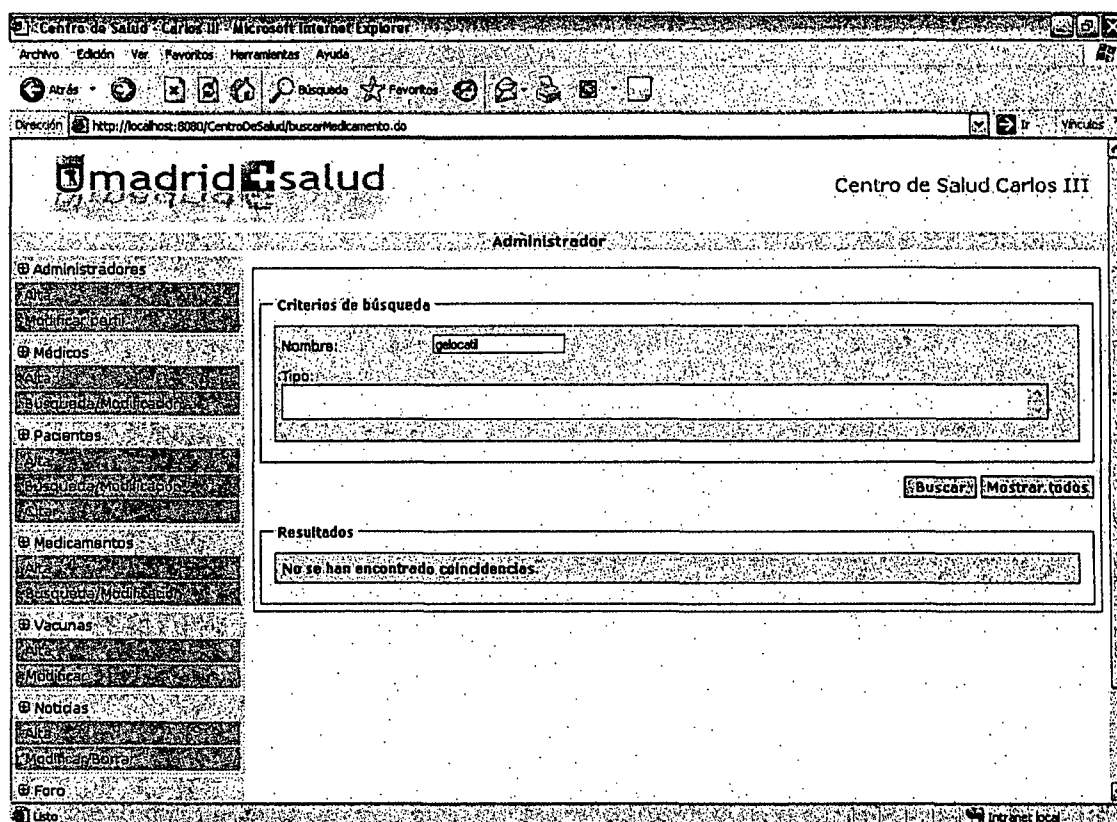 Centro de Salud - Carlos III - Microsoft Internet Explorer
Archivo Edición Ver Favoritos Herramientas Ayuda
Atrás Búsqueda Favoritos
Dirección http://localhost:8080/CentroDeSalud/buscarMedicamento.do Ir Vínculos
madrid salud
Centro de Salud Carlos III
Administrador
Administradores
Alta
Modificar perfil
Médicos
Alta
Búsqueda/Modificación
Pacientes
Alta
Búsqueda/Modificación
Citar
Medicamentos
Alta
Búsqueda/Modificación
Vacunas
Alta
Modificar
Noticias
Alta
Modificar/Borrar
Foro
Criterios de búsqueda
Nombre: gelocatil
Tipo:
Buscar Mostrar todos
Resultados
No se han encontrado coincidencias.
Listo Intranet local